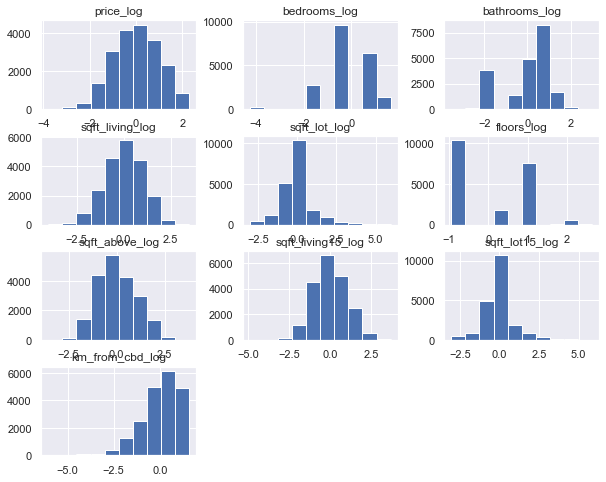 price_log bedrooms_log bathrooms_log
4000 10000 7500
2000 5000 5000
2500
0 0 0
−4 −2 0 2 −4 −2 0 −2 0 2
sqft_living_log sqft_lot_log floors_log
6000 10000 10000
4000
2000 5000 5000
0 0 0
−2.5 0.0 2.5 −2.5 0.0 2.5 5.0 −1 0 1 2
sqft_above_log sqft_living15_log sqft_lot15_log
4000 6000 10000
4000
2000 2000 5000
0 0 0
−2.5 0.0 2.5 −5.0 −2.5 0.0 2.5 −2.5 0.0 2.5 5.0
km_from_cbd_log
6000
4000
2000
0
−5.0 −2.5 0.0